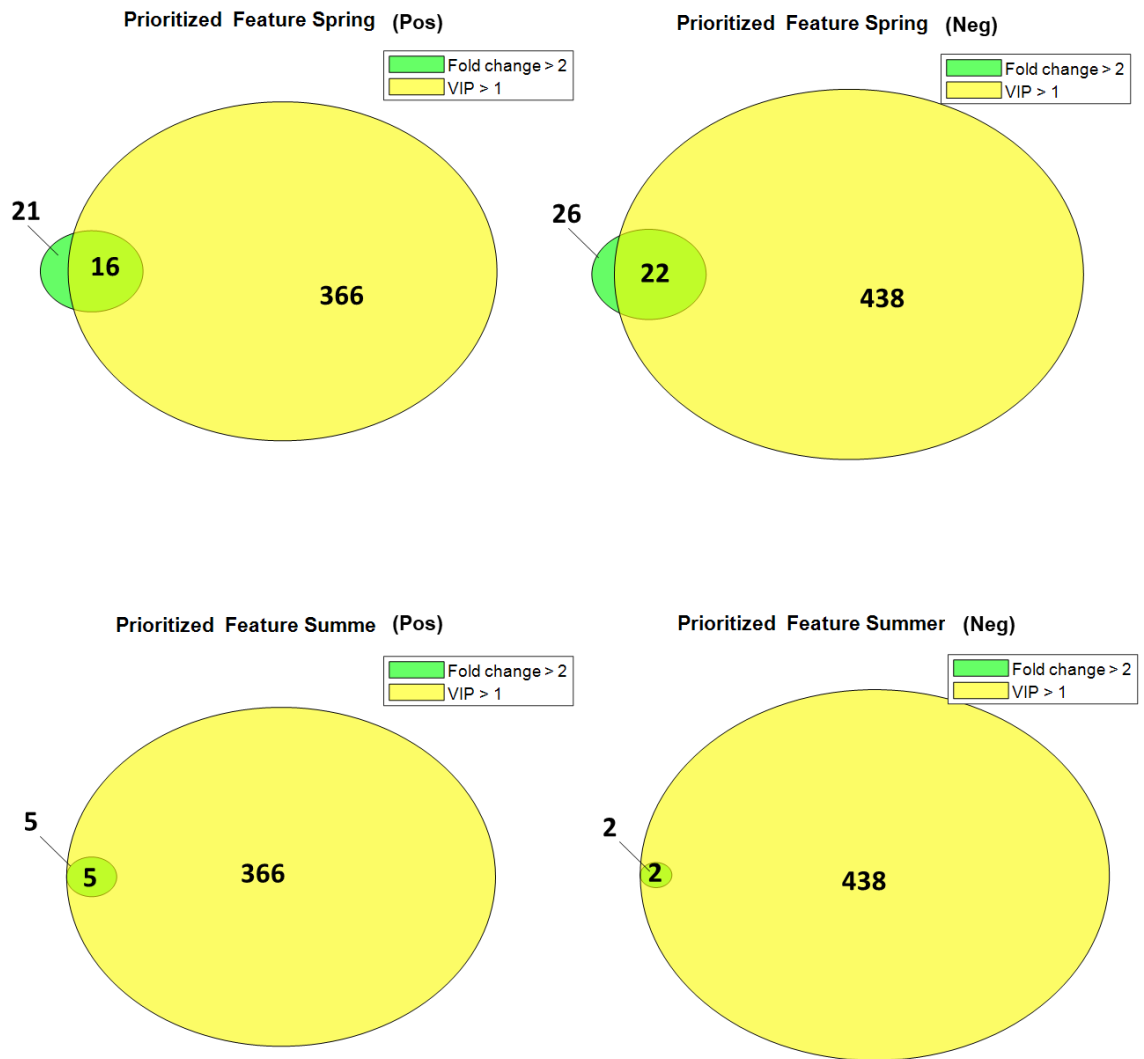 Prioritized Feature Spring (Pos)
Fold change > 2
VIP > 1
21
16
366
Prioritized Feature Spring (Neg)
Fold change > 2
VIP > 1
26
22
438
Prioritized Feature Summe (Pos)
Fold change > 2
VIP > 1
5
5
366
Prioritized Feature Summer (Neg)
Fold change > 2
VIP > 1
2
2
438